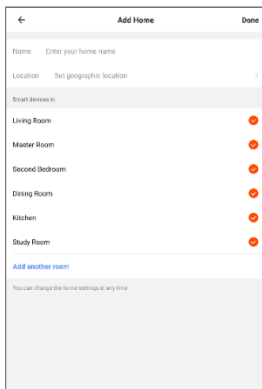 Add Home
Done
Name Enter your home name
Location Set geographic location
Smart devices in:
Living Room
Master Room
Second Bedroom
Dining Room
Kitchen
Study Room
Add another room
You can change the home settings at any time